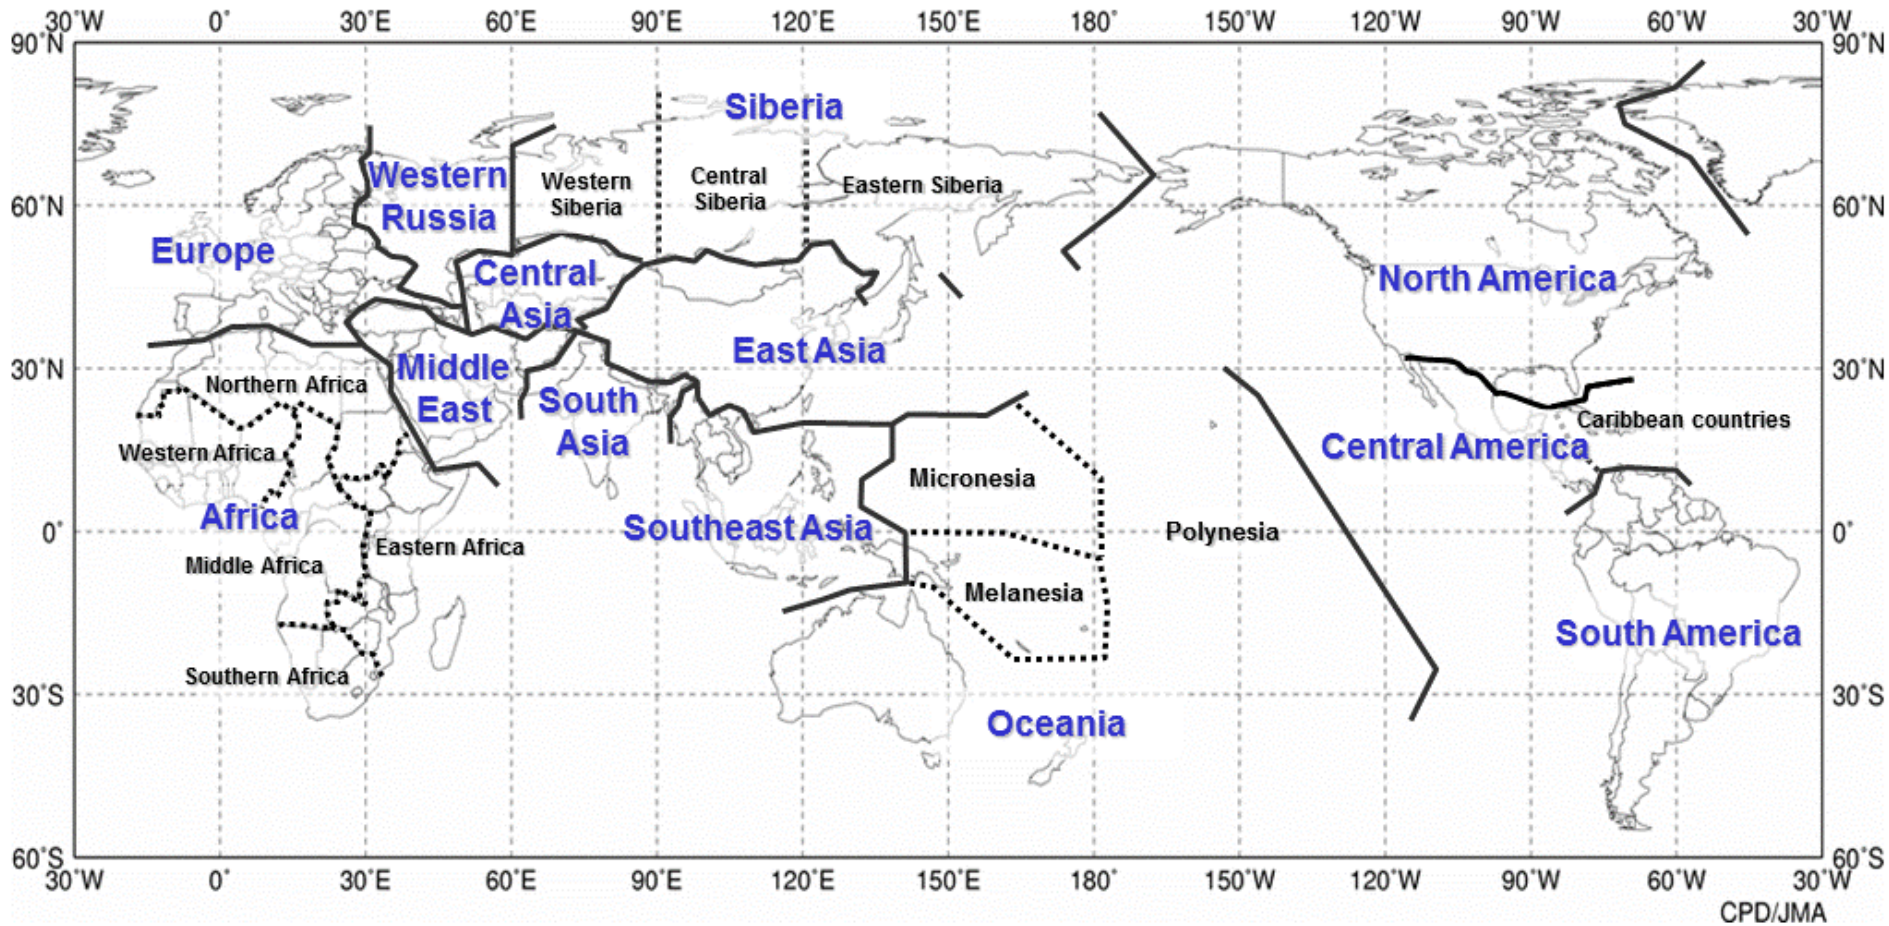 30˚W 0˚ 30˚E 60˚E 90˚E 120˚E 150˚E 180˚ 150˚W 120˚W 90˚W 60˚W 30˚W
90˚N 90˚N
Siberia
Western
Russia
Western
Siberia
Central
Siberia
Eastern Siberia
60˚N 60˚N
Europe
Central
Asia
North America
East Asia
30˚N 30˚N
Middle
East
Northern Africa
South
Asia
Caribbean countries
Central America
Western Africa
Micronesia
Africa
Southeast Asia
0˚ 0˚
Polynesia
Eastern Africa
Middle Africa
Melanesia
South America
Southern Africa
30˚S 30˚S
Oceania
60˚S 60˚S
30˚W 0˚ 30˚E 60˚E 90˚E 120˚E 150˚E 180˚ 150˚W 120˚W 90˚W 60˚W 30˚W
CPD/JMA